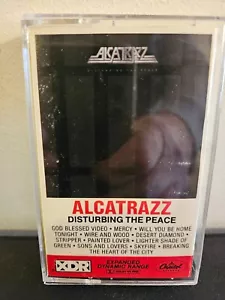 ALCATRAZZ
DISTURBING THE PEACE
ALCATRAZZ
DISTURBING THE PEACE
GOD BLESSED VIDEO • MERCY • WILL YOU BE HOME
TONIGHT • WIRE AND WOOD • DESERT DIAMOND •
STRIPPER • PAINTED LOVER • LIGHTER SHADE OF
GREEN • SONS AND LOVERS • SKYFIRE • BREAKING
THE HEART OF THE CITY
XDR
EXPANDED
DYNAMIC RANGE
Capitol